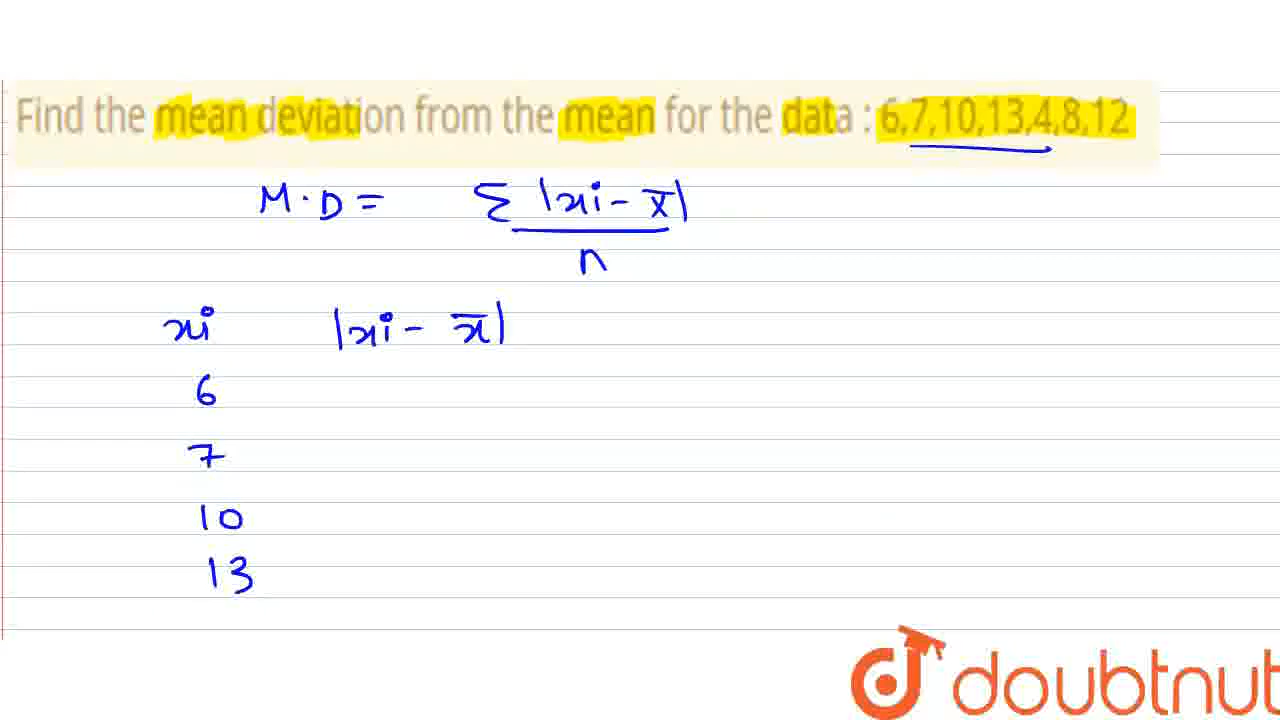 Find the mean deviation from the mean for the data : 6,7,10,13,4,8,12
M.D = Σ |xi - x̅|
n
xi |xi - x̅|
6
7
10
13
doubtnut